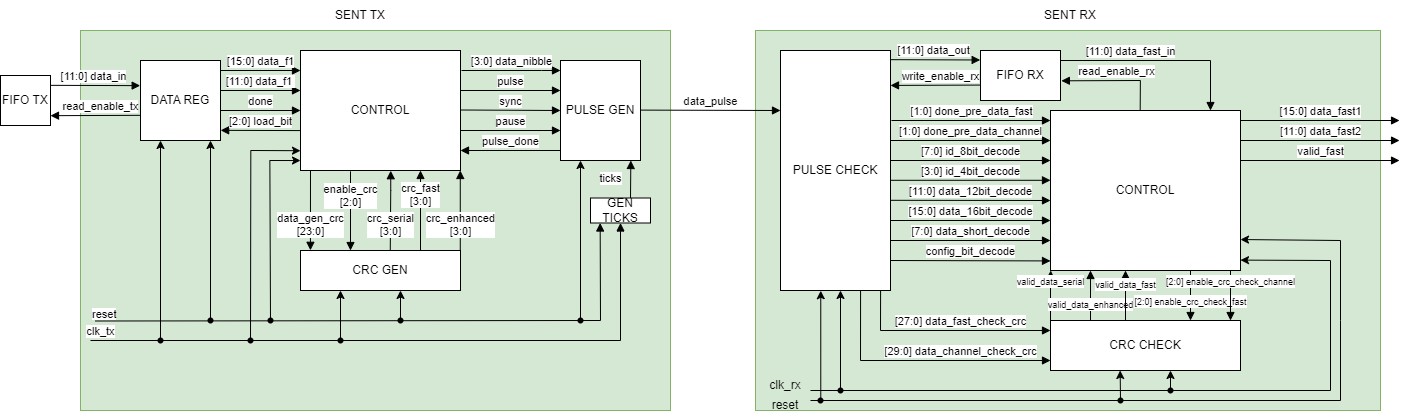 SENT TX
SENT RX
FIFO TX
[11:0] data_in
read_enable_tx
DATA REG
[15:0] data_f1
[11:0] data_f1
done
[2:0] load_bit
CONTROL
[3:0] data_nibble
pulse
sync
pause
pulse_done
PULSE GEN
ticks
GEN
TICKS
enable_crc
[2:0]
crc_fast
[3:0]
data_gen_crc
[23:0]
crc_serial
[3:0]
crc_enhanced
[3:0]
CRC GEN
reset
clk_tx
data_pulse
PULSE CHECK
[11:0] data_out
write_enable_rx
FIFO RX
[11:0] data_fast_in
read_enable_rx
[1:0] done_pre_data_fast
[1:0] done_pre_data_channel
[7:0] id_8bit_decode
[3:0] id_4bit_decode
[11:0] data_12bit_decode
[15:0] data_16bit_decode
[7:0] data_short_decode
config_bit_decode
CONTROL
[15:0] data_fast1
[11:0] data_fast2
valid_fast
valid_data_serial
valid_data_fast
[2:0] enable_crc_check_channel
valid_data_enhanced
[2:0] enable_crc_check_fast
[27:0] data_fast_check_crc
[29:0] data_channel_check_crc
CRC CHECK
clk_rx
reset